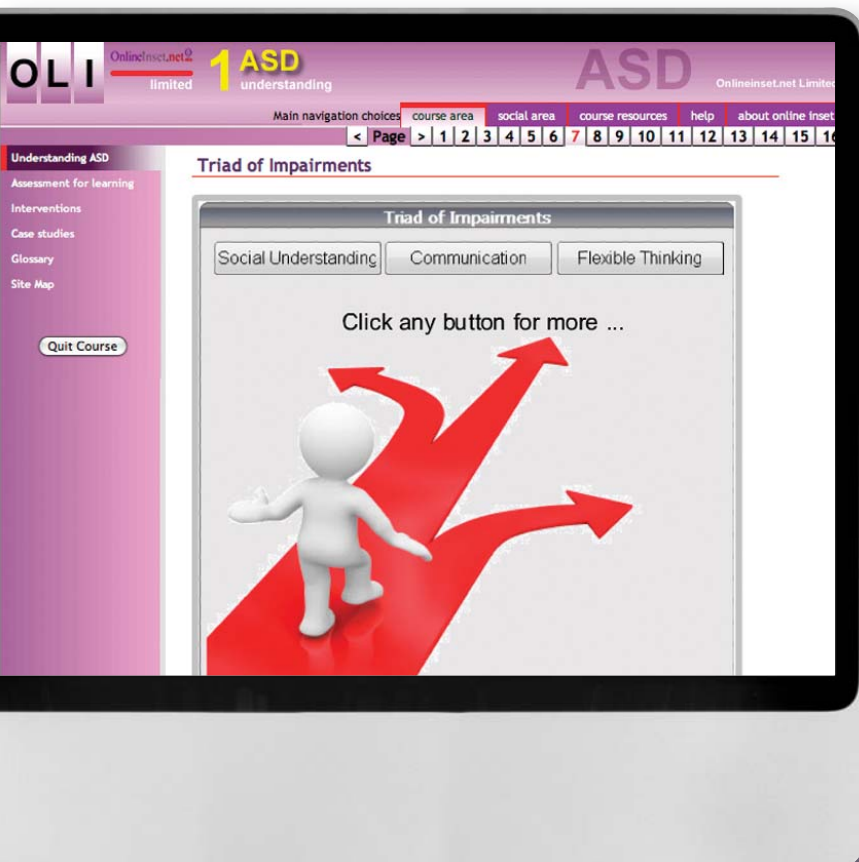 OLI OnlineInset.net2 limited
1 ASD understanding
ASD
Onlineinset.net Limited
Main navigation choices course area social area course resources help about online inset
< Page > 1 2 3 4 5 6 7 8 9 10 11 12 13 14 15 16
Understanding ASD
Assessment for learning
Interventions
Case studies
Glossary
Site Map
Quit Course
Triad of Impairments
Triad of Impairments
Social Understanding Communication Flexible Thinking
Click any button for more ...